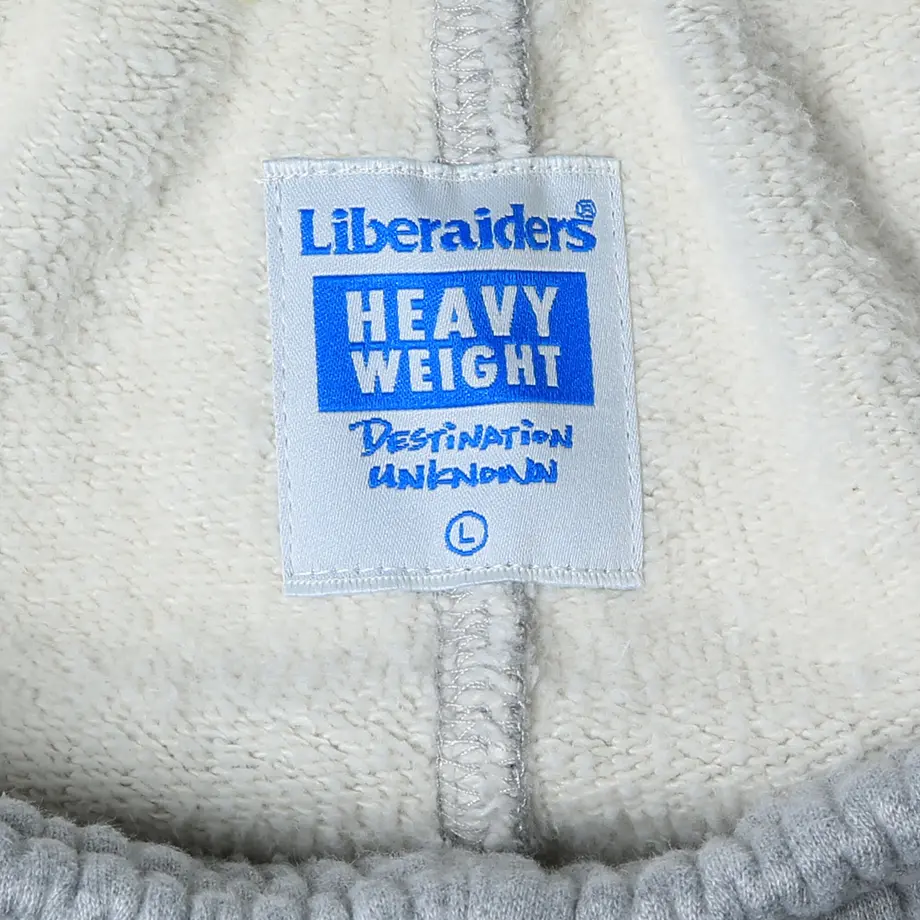 Liberaiders®
HEAVY
WEIGHT
DESTINATION
UNKNOWN
L